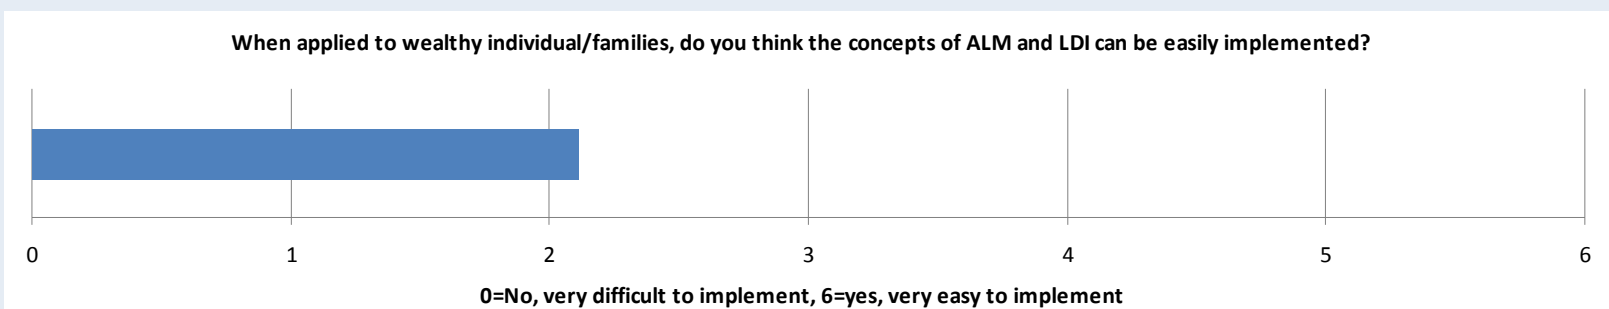 When applied to wealthy individual/families, do you think the concepts of ALM and LDI can be easily implemented?
0 1 2 3 4 5 6
0=No, very difficult to implement, 6=yes, very easy to implement